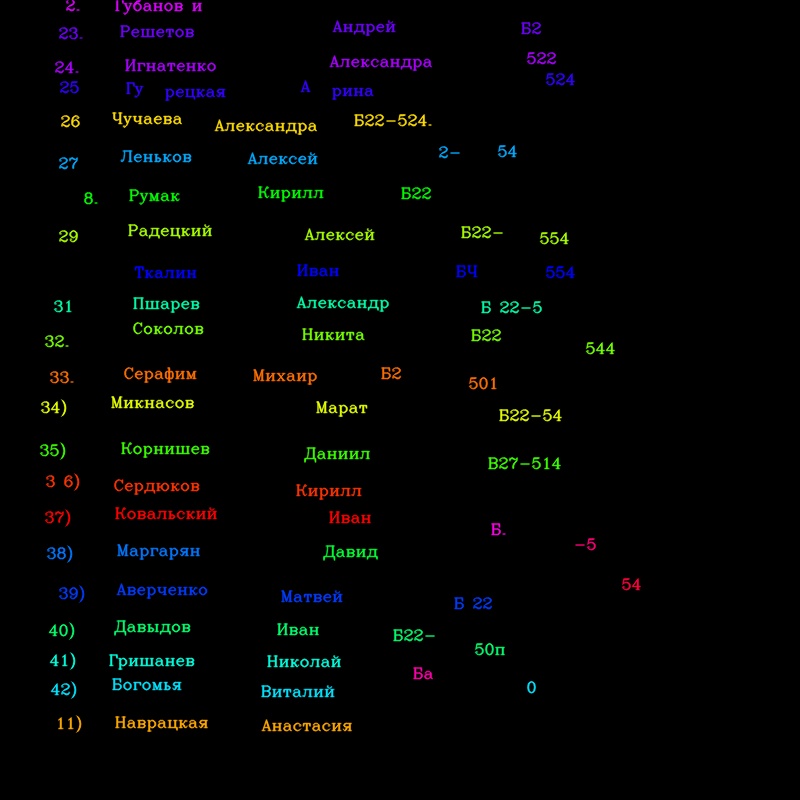 2. Губанов и
23. Решетов Андрей Б2
24. Игнатенко Александра 522
25 Гу рецкая А рина 524
26 Чучаева Александра Б22-524.
27 Леньков Алексей 2- 54
8. Румак Кирилл Б22
29 Радецкий Алексей Б22- 554
Ткалин Иван БЧ 554
31 Пшарев Александр Б 22-5
32. Соколов Никита Б22 544
33. Серафим Михаир Б2 501
34) Микнасов Марат Б22-54
35) Корнишев Даниил В27-514
3 6) Сердюков Кирилл
37) Ковальский Иван Б. -5
38) Маргарян Давид
39) Аверченко Матвей Б 22 54
40) Давыдов Иван Б22- 50п
41) Гришанев Николай Ба
42) Богомья Виталий 0
11) Наврацкая Анастасия